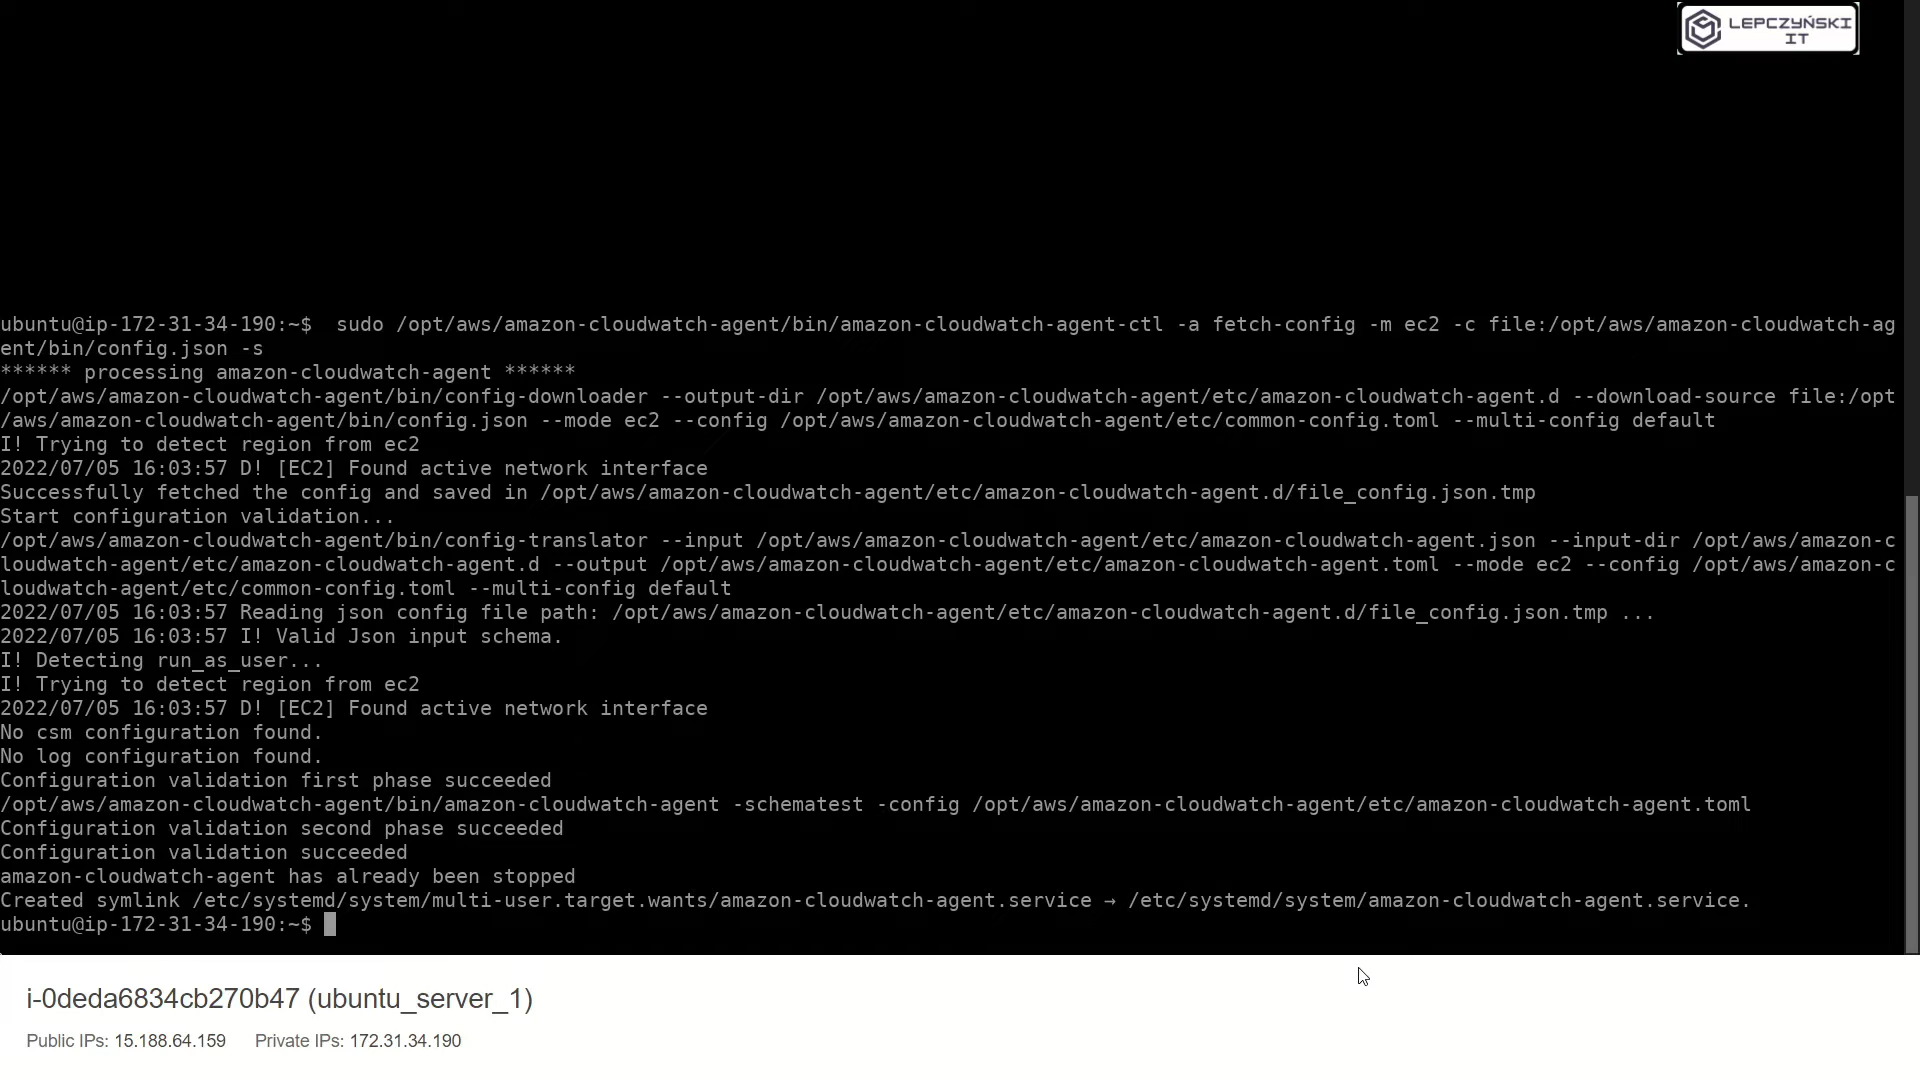 LEPCZYŃSKI
IT
ubuntu@ip-172-31-34-190:~$  sudo /opt/aws/amazon-cloudwatch-agent/bin/amazon-cloudwatch-agent-ctl -a fetch-config -m ec2 -c file:/opt/aws/amazon-cloudwatch-ag
ent/bin/config.json -s
****** processing amazon-cloudwatch-agent ******
/opt/aws/amazon-cloudwatch-agent/bin/config-downloader --output-dir /opt/aws/amazon-cloudwatch-agent/etc/amazon-cloudwatch-agent.d --download-source file:/opt
/aws/amazon-cloudwatch-agent/bin/config.json --mode ec2 --config /opt/aws/amazon-cloudwatch-agent/etc/common-config.toml --multi-config default
I! Trying to detect region from ec2
2022/07/05 16:03:57 D! [EC2] Found active network interface
Successfully fetched the config and saved in /opt/aws/amazon-cloudwatch-agent/etc/amazon-cloudwatch-agent.d/file_config.json.tmp
Start configuration validation...
/opt/aws/amazon-cloudwatch-agent/bin/config-translator --input /opt/aws/amazon-cloudwatch-agent/etc/amazon-cloudwatch-agent.json --input-dir /opt/aws/amazon-c
loudwatch-agent/etc/amazon-cloudwatch-agent.d --output /opt/aws/amazon-cloudwatch-agent/etc/amazon-cloudwatch-agent.toml --mode ec2 --config /opt/aws/amazon-c
loudwatch-agent/etc/common-config.toml --multi-config default
2022/07/05 16:03:57 Reading json config file path: /opt/aws/amazon-cloudwatch-agent/etc/amazon-cloudwatch-agent.d/file_config.json.tmp ...
2022/07/05 16:03:57 I! Valid Json input schema.
I! Detecting run_as_user...
I! Trying to detect region from ec2
2022/07/05 16:03:57 D! [EC2] Found active network interface
No csm configuration found.
No log configuration found.
Configuration validation first phase succeeded
/opt/aws/amazon-cloudwatch-agent/bin/amazon-cloudwatch-agent -schematest -config /opt/aws/amazon-cloudwatch-agent/etc/amazon-cloudwatch-agent.toml
Configuration validation second phase succeeded
Configuration validation succeeded
amazon-cloudwatch-agent has already been stopped
Created symlink /etc/systemd/system/multi-user.target.wants/amazon-cloudwatch-agent.service → /etc/systemd/system/amazon-cloudwatch-agent.service.
ubuntu@ip-172-31-34-190:~$
i-0deda6834cb270b47 (ubuntu_server_1)
Public IPs: 15.188.64.159 Private IPs: 172.31.34.190